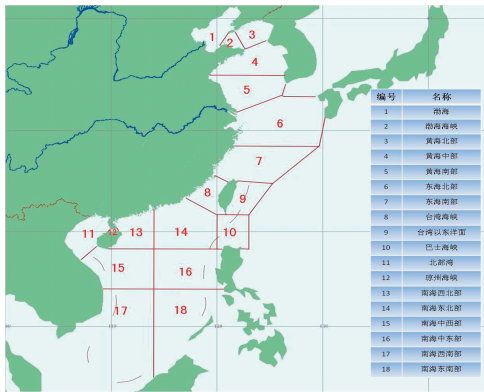 1
2
3
4
5
6
7
8
9
10
11
12
13
14
15
16
17
18
编号 名称
1 渤海
2 渤海海峡
3 黄海北部
4 黄海中部
5 黄海南部
6 东海北部
7 东海南部
8 台湾海峡
9 台湾以东洋面
10 巴士海峡
11 北部湾
12 琼州海峡
13 南海西北部
14 南海东北部
15 南海中西部
16 南海中东部
17 南海西南部
18 南海东南部